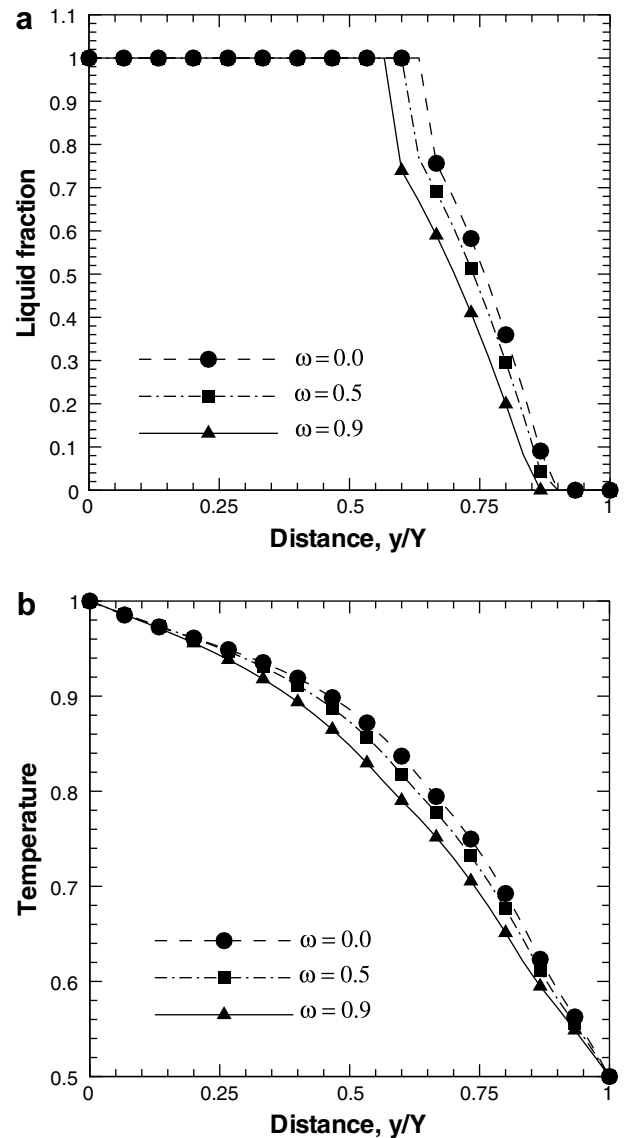 a
1.1
1
0.9
0.8
0.7
0.6
0.5
0.4
0.3
0.2
0.1
0
Liquid fraction
ω = 0.0
ω = 0.5
ω = 0.9
0
0.25
0.5
0.75
1
Distance, y/Y
b
1
0.9
0.8
0.7
0.6
0.5
Temperature
ω = 0.0
ω = 0.5
ω = 0.9
0
0.25
0.5
0.75
1
Distance, y/Y